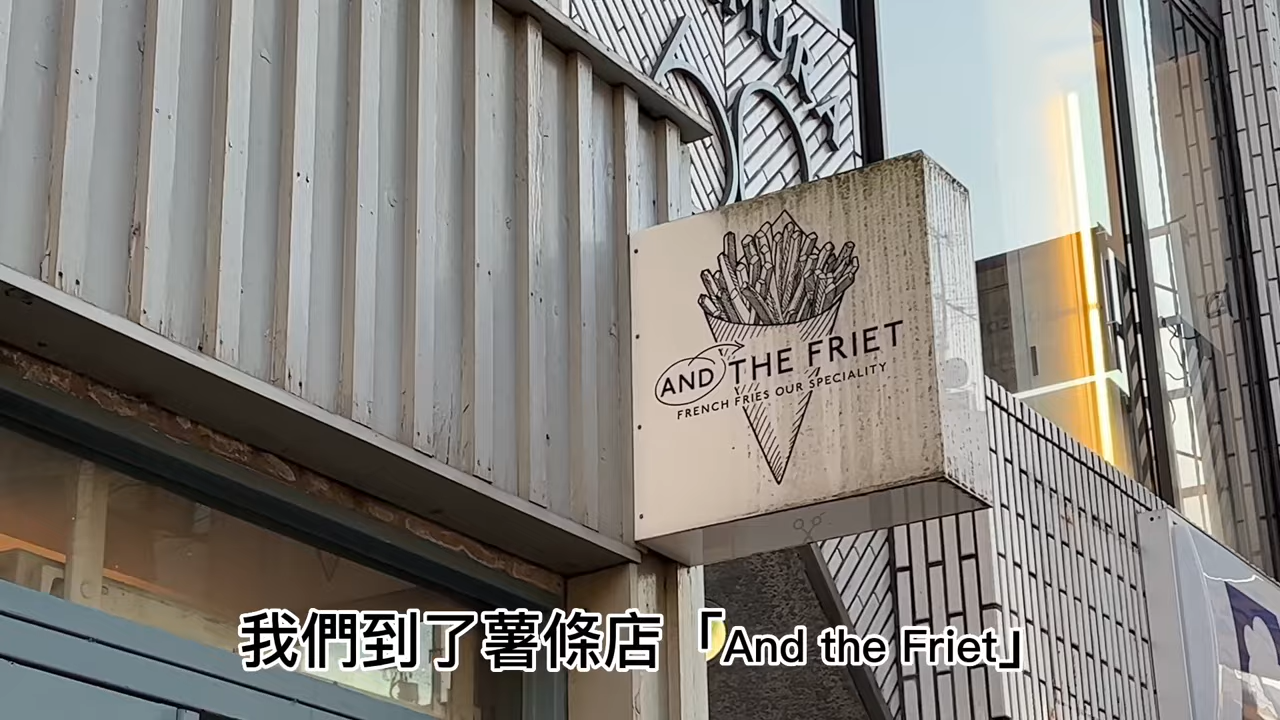 AND THE FRIET
FRENCH FRIES OUR SPECIALITY
我們到了薯條店「And the Friet」